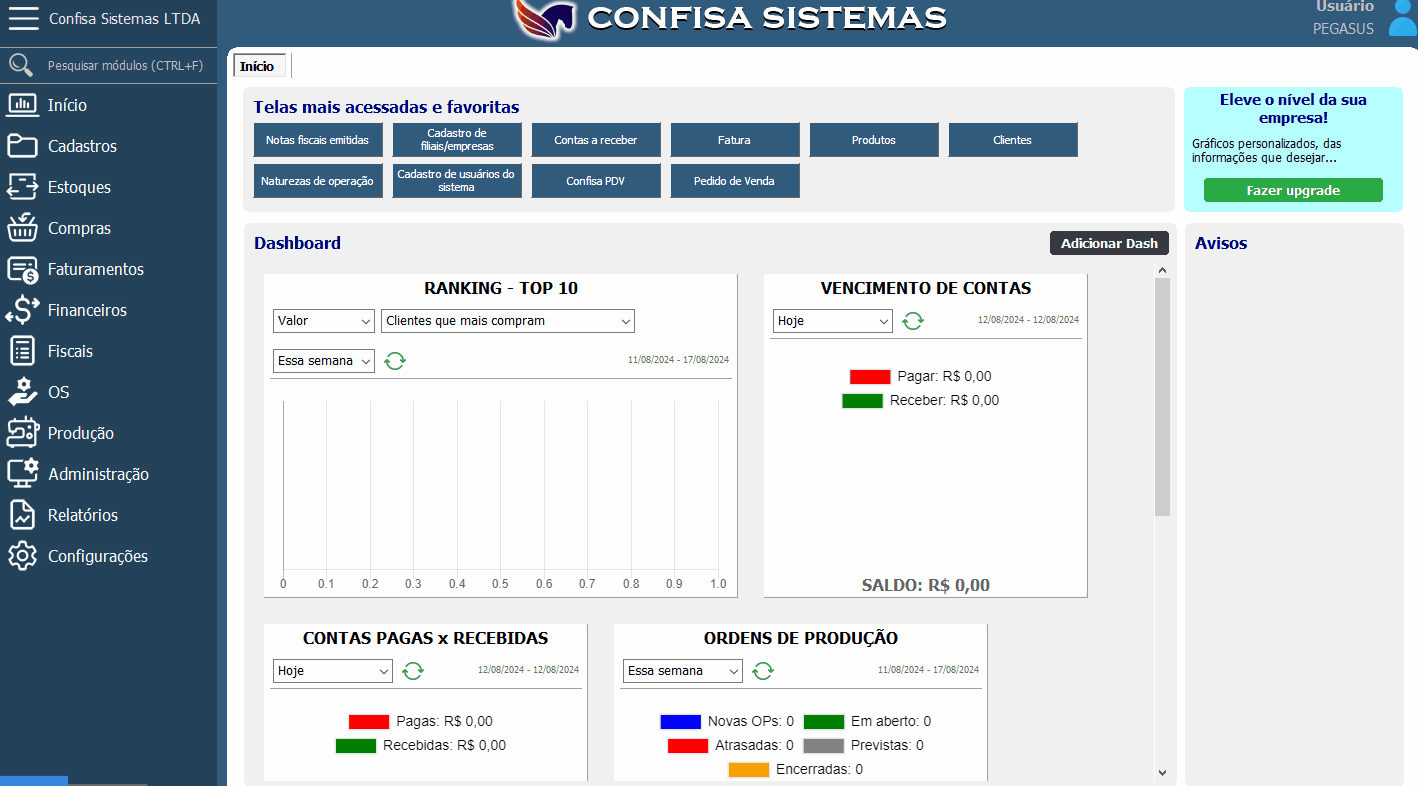 Confisa Sistemas LTDA
CONFISA SISTEMAS
Usuário
PEGASUS
Pesquisar módulos (CTRL+F)
Início
Cadastros
Estoques
Compras
Faturamentos
Financeiros
Fiscais
OS
Produção
Administração
Relatórios
Configurações
Início
Telas mais acessadas e favoritas
Notas fiscais emitidas
Cadastro de
filiais/empresas
Contas a receber
Fatura
Produtos
Clientes
Naturezas de operação
Cadastro de usuários do
sistema
Confisa PDV
Pedido de Venda
Eleve o nível da sua
empresa!
Gráficos personalizados, das
informações que desejar...
Fazer upgrade
Dashboard
Adicionar Dash
Avisos
RANKING - TOP 10
Valor
Clientes que mais compram
Essa semana
11/08/2024 - 17/08/2024
0 0.1 0.2 0.3 0.4 0.5 0.6 0.7 0.8 0.9 1.0
VENCIMENTO DE CONTAS
Hoje
12/08/2024 - 12/08/2024
Pagar: R$ 0,00
Receber: R$ 0,00
SALDO: R$ 0,00
CONTAS PAGAS x RECEBIDAS
Hoje
12/08/2024 - 12/08/2024
Pagas: R$ 0,00
Recebidas: R$ 0,00
ORDENS DE PRODUÇÃO
Essa semana
11/08/2024 - 17/08/2024
Novas OPs: 0 Em aberto: 0
Atrasadas: 0 Previstas: 0
Encerradas: 0